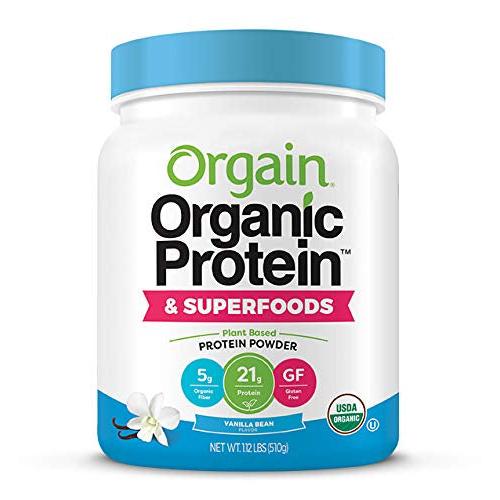 Orgain®
Organic
Protein™
& SUPERFOODS
Plant Based
PROTEIN POWDER
5g
Organic
Fiber
21g
Protein
GF
Gluten
Free
VANILLA BEAN
FLAVOR
USDA
ORGANIC
U
NET WT 1.12 LBS (510g)